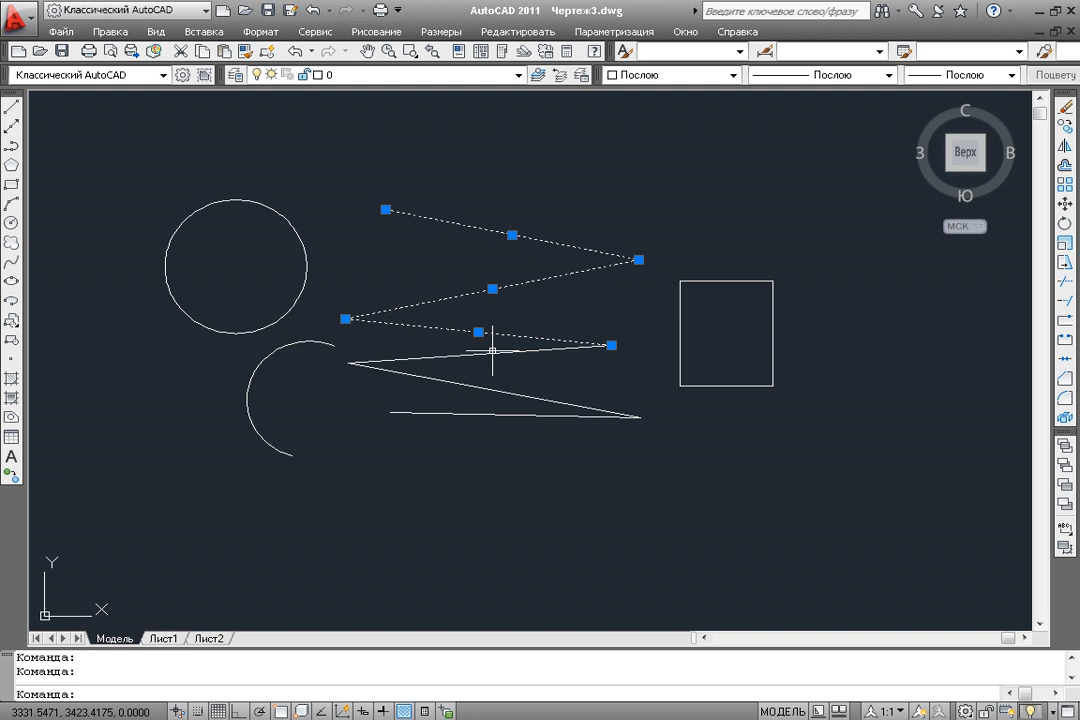 Классический AutoCAD
AutoCAD 2011 Чертеж3.dwg
Введите ключевое слово/фразу
Файл Правка Вид Вставка Формат Сервис Рисование Размеры Редактировать Параметризация Окно Справка
Классический AutoCAD
0
Послою
Послою
Послою
Поцвету
С
З Верх В
Ю
МСК
Y
X
A
ABC
Модель Лист1 Лист2
Команда:
Команда:
Команда:
3331.5471, 3423.4175, 0.0000
МОДЕЛЬ
1:1